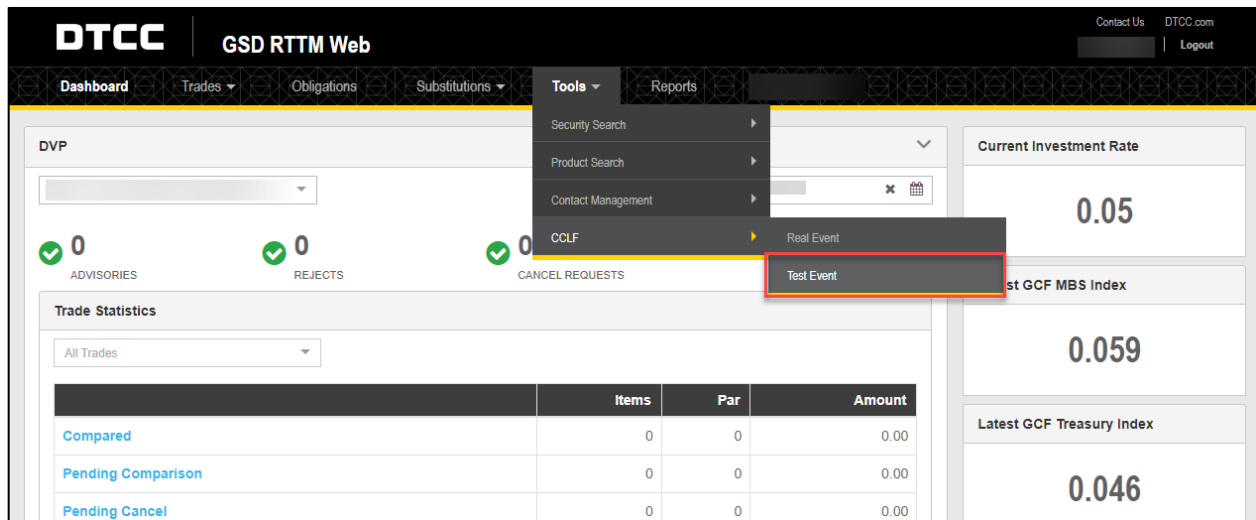 Contact Us DTCC.com
DTCC GSD RTTM Web
Logout
Dashboard Trades Obligations Substitutions Tools Reports
Security Search
Product Search
Contact Management
CCLF
Real Event
Test Event
DVP
0
ADVISORIES
0
REJECTS
0
CANCEL REQUESTS
Trade Statistics
All Trades
Items Par Amount
Compared 0 0 0.00
Pending Comparison 0 0 0.00
Pending Cancel 0 0 0.00
Current Investment Rate
0.05
st GCF MBS Index
0.059
Latest GCF Treasury Index
0.046